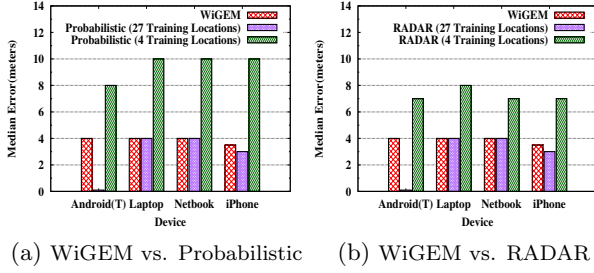 14
12
10
8
6
4
2
0
Median Error(meters)
WiGEM
Probabilistic (27 Training Locations)
Probabilistic (4 Training Locations)
Android(T) Laptop Netbook iPhone
Device
(a) WiGEM vs. Probabilistic
14
12
10
8
6
4
2
0
Median Error(meters)
WiGEM
RADAR (27 Training Locations)
RADAR (4 Training Locations)
Android(T) Laptop Netbook iPhone
Device
(b) WiGEM vs. RADAR